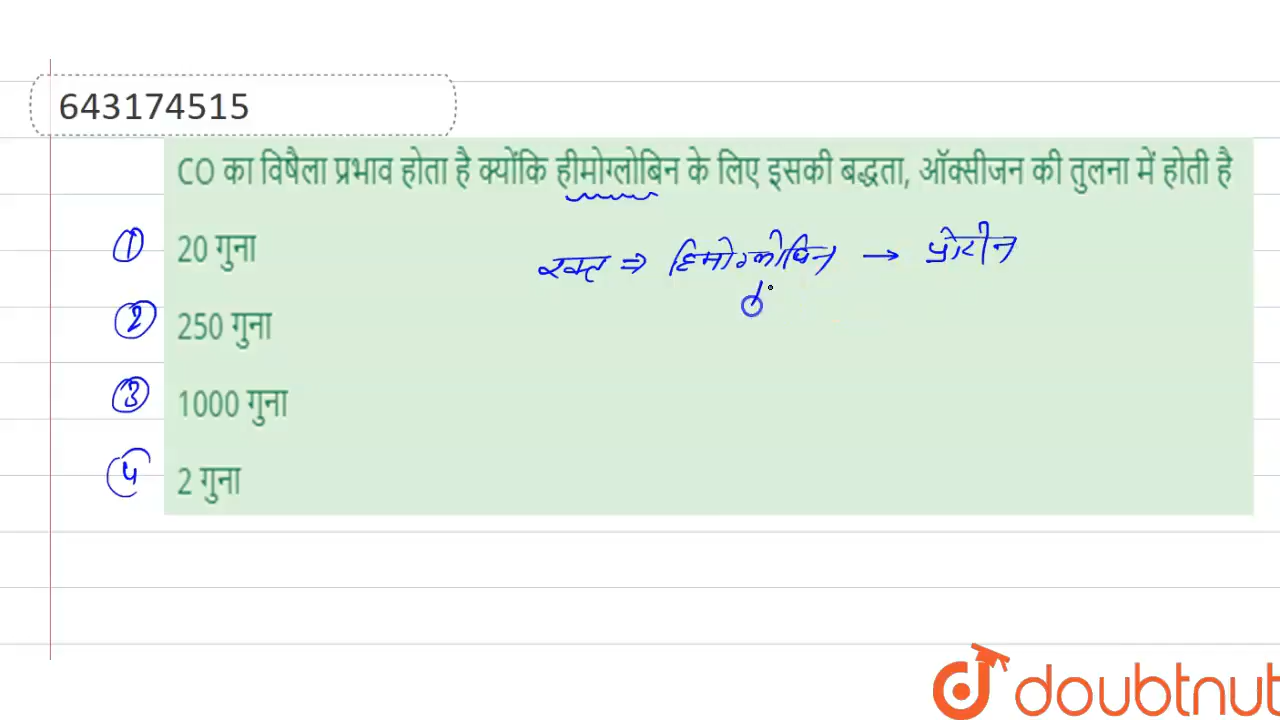 643174515
CO का विषैला प्रभाव होता है क्योंकि हीमोग्लोबिन के लिए इसकी बद्धता, ऑक्सीजन की तुलना में होती है
① 20 गुना
रक्त ⇒ हिमोग्लोबिन → प्रोटीन
② 250 गुना
③ 1000 गुना
④ 2 गुना
doubtnut